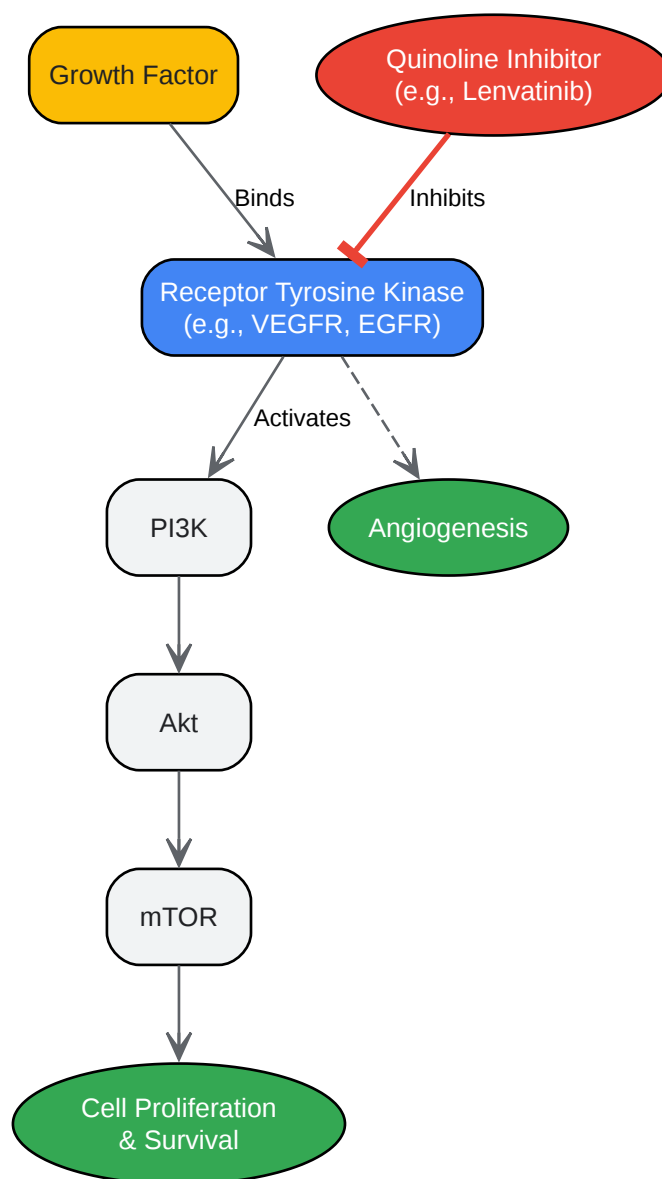 Growth Factor
Quinoline Inhibitor
(e.g., Lenvatinib)
Binds
Inhibits
Receptor Tyrosine Kinase
(e.g., VEGFR, EGFR)
Activates
PI3K
Angiogenesis
Akt
mTOR
Cell Proliferation
& Survival